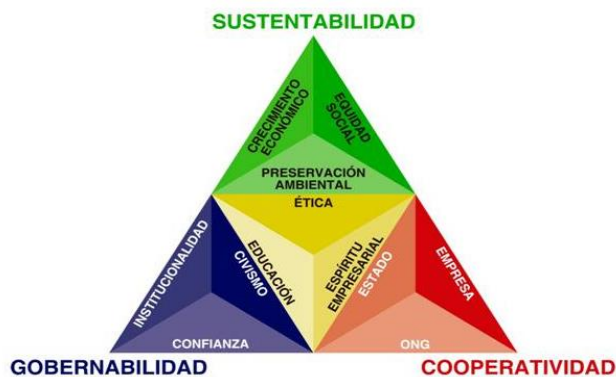 SUSTENTABILIDAD
CRECIMIENTO
ECONÓMICO
EQUIDAD
SOCIAL
PRESERVACIÓN
AMBIENTAL
ÉTICA
INSTITUCIONALIDAD
CIVISMO
EDUCACIÓN
ESPÍRITU
EMPRESARIAL
ESTADO
EMPRESA
CONFIANZA
ONG
GOBERNABILIDAD
COOPERATIVIDAD